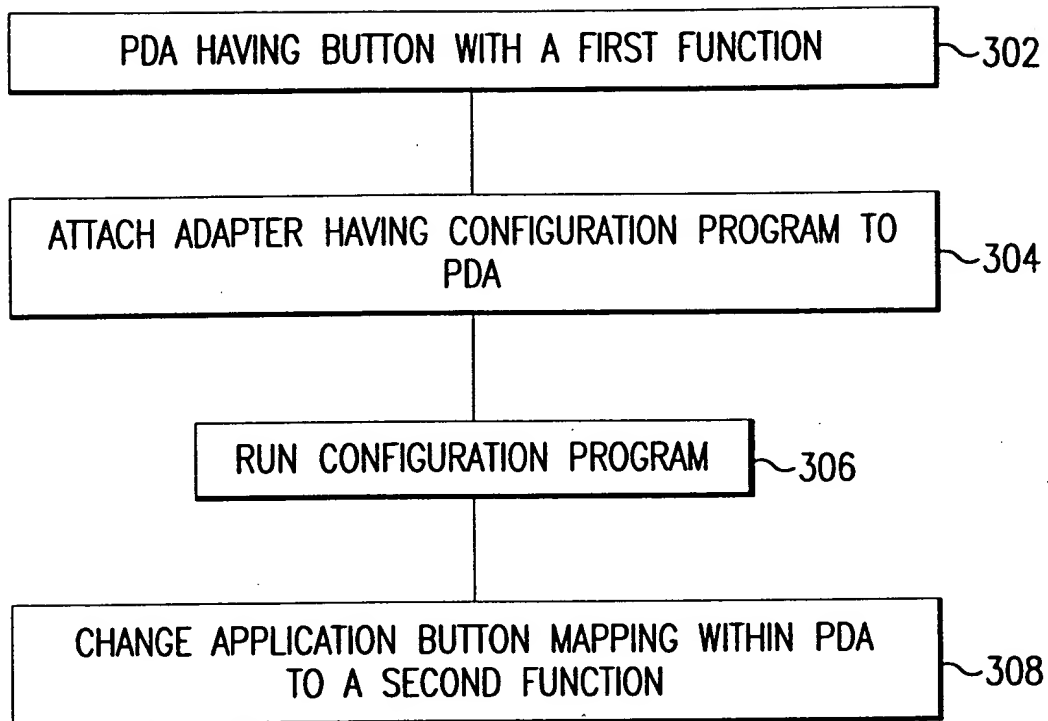 PDA HAVING BUTTON WITH A FIRST FUNCTION
302
ATTACH ADAPTER HAVING CONFIGURATION PROGRAM TO
PDA
304
RUN CONFIGURATION PROGRAM
306
CHANGE APPLICATION BUTTON MAPPING WITHIN PDA
TO A SECOND FUNCTION
308